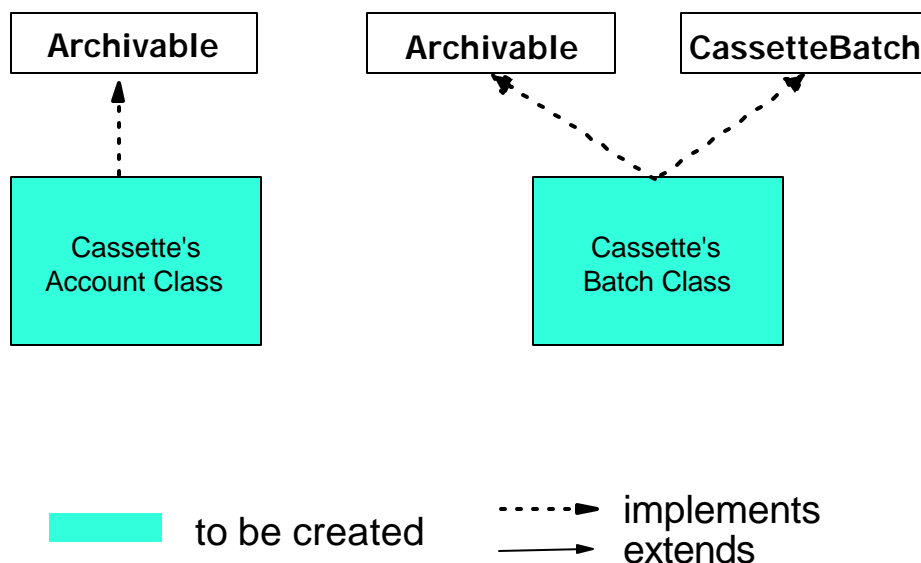 Archivable
Archivable
CassetteBatch
Cassette's
Account Class
Cassette's
Batch Class
to be created
implements
extends